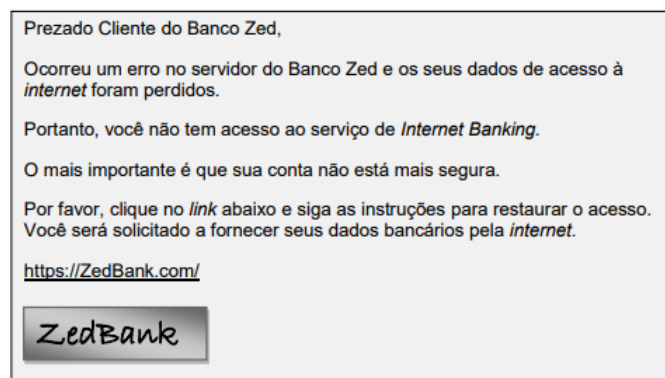 Prezado Cliente do Banco Zed,
Ocorreu um erro no servidor do Banco Zed e os seus dados de acesso à
internet foram perdidos.
Portanto, você não tem acesso ao serviço de Internet Banking.
O mais importante é que sua conta não está mais segura.
Por favor, clique no link abaixo e siga as instruções para restaurar o acesso.
Você será solicitado a fornecer seus dados bancários pela internet.
https://ZedBank.com/
ZedBank